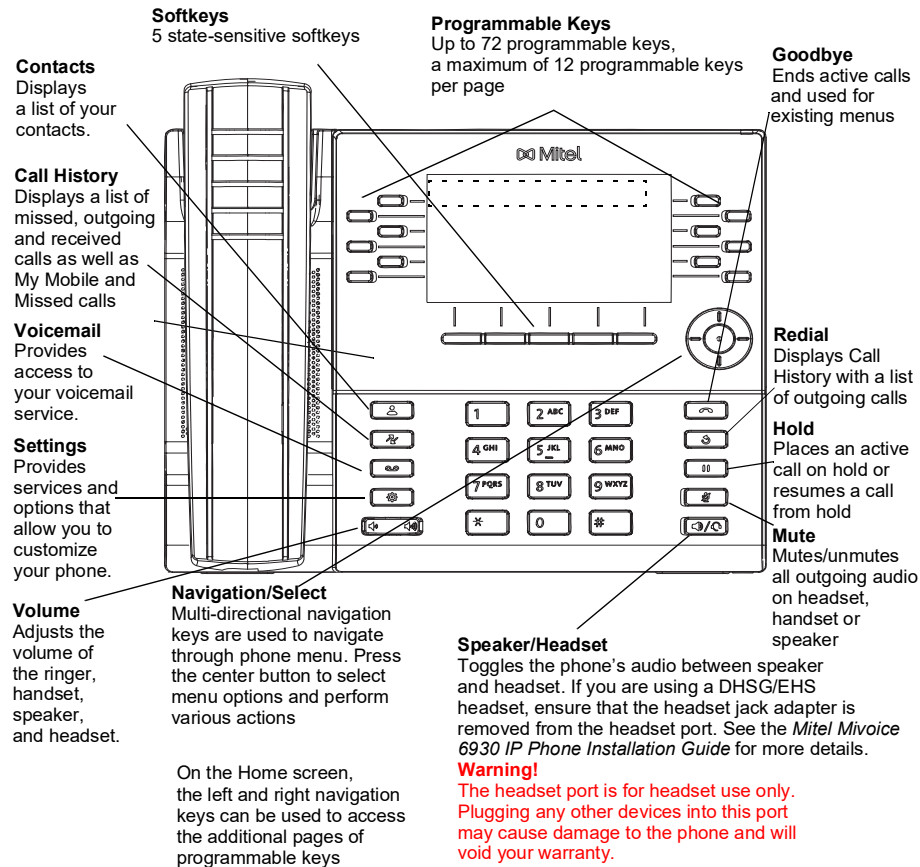 Softkeys
5 state-sensitive softkeys
Programmable Keys
Up to 72 programmable keys,
a maximum of 12 programmable keys
per page
Goodbye
Ends active calls
and used for
existing menus
Contacts
Displays
a list of your
contacts.
Call History
Displays a list of
missed, outgoing
and received
calls as well as
My Mobile and
Missed calls
Voicemail
Provides
access to
your voicemail
service.
Settings
Provides
services and
options that
allow you to
customize
your phone.
Volume
Adjusts the
volume of
the ringer,
handset,
speaker,
and headset.
Mitel
1
2 ABC
3 DEF
4 GHI
5 JKL
6 MNO
7 PQRS
8 TUV
9 WXYZ
*
0
#
Redial
Displays Call
History with a list
of outgoing calls
Hold
Places an active
call on hold or
resumes a call
from hold
Mute
Mutes/unmutes
all outgoing audio
on headset,
handset or
speaker
Navigation/Select
Multi-directional navigation
keys are used to navigate
through phone menu. Press
the center button to select
menu options and perform
various actions
On the Home screen,
the left and right navigation
keys can be used to access
the additional pages of
programmable keys
Speaker/Headset
Toggles the phone's audio between speaker
and headset. If you are using a DHSG/EHS
headset, ensure that the headset jack adapter is
removed from the headset port. See the Mitel Mivoice
6930 IP Phone Installation Guide for more details.
Warning!
The headset port is for headset use only.
Plugging any other devices into this port
may cause damage to the phone and will
void your warranty.